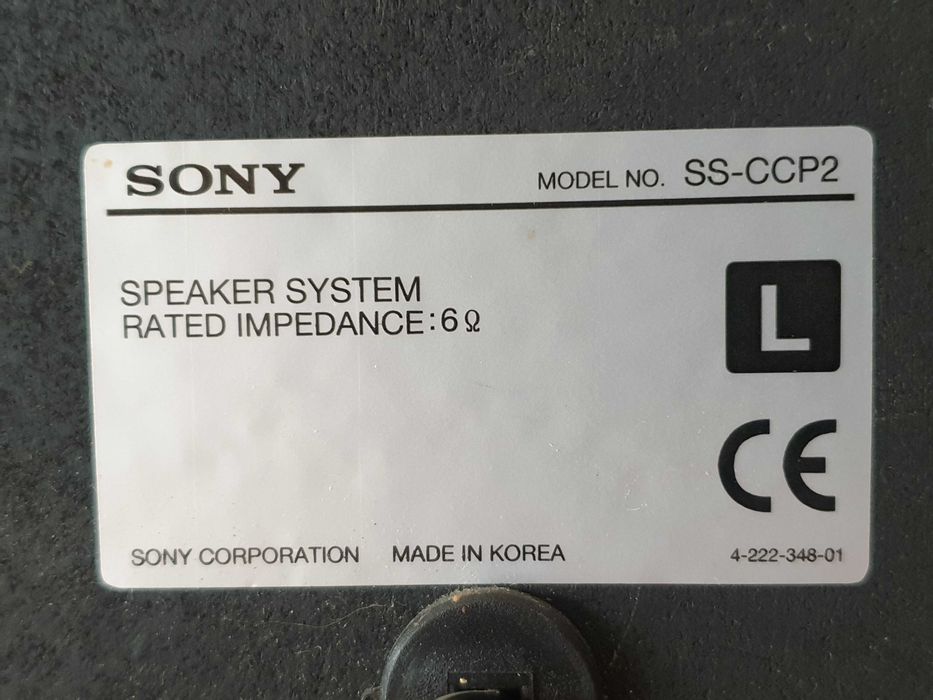 SONY
MODEL NO. SS-CCP2
SPEAKER SYSTEM
RATED IMPEDANCE:6Ω
L
CE
SONY CORPORATION MADE IN KOREA
4-222-348-01